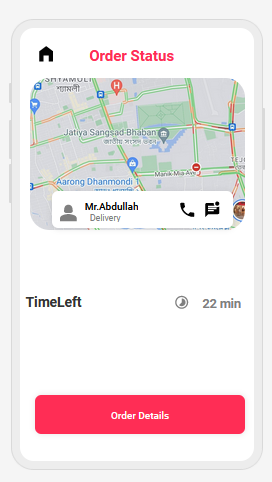 Order Status
SHYAMOLI
শ্যামলী
H
Jatiya Sangsad Bhaban
জাতীয় সংসদ ভবন
Aarong Dhanmondi
Manik Mia Ave
Mr.Abdullah
Delivery
TimeLeft
22 min
Order Details